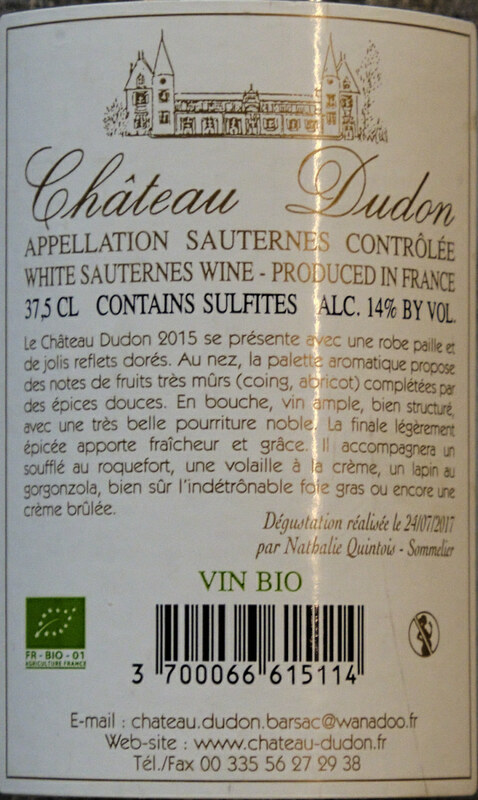 Château Dudon
APPELLATION SAUTERNES CONTRÔLÉE
WHITE SAUTERNES WINE - PRODUCED IN FRANCE
37,5 CL CONTAINS SULFITES ALC. 14% BY VOL.
Le Château Dudon 2015 se présente avec une robe paille et
de jolis reflets dorés. Au nez, la palette aromatique propose
des notes de fruits très mûrs (coing, abricot) complétées par
des épices douces. En bouche, vin ample, bien structuré,
avec une très belle pourriture noble. La finale légèrement
épicée apporte fraîcheur et grâce. Il accompagnera un
soufflé au roquefort, une volaille à la crème, un lapin au
gorgonzola, bien sûr l'indétrônable foie gras ou encore une
crème brûlée.
Dégustation réalisée le 24/07/2017
par Nathalie Quintois - Sommelier
VIN BIO
FR - BIO - 01
AGRICULTURE FRANCE
3 700066 615114
E-mail : chateau.dudon.barsac@wanadoo.fr
Web-site : www.chateau-dudon.fr
Tél./Fax 00 335 56 27 29 38